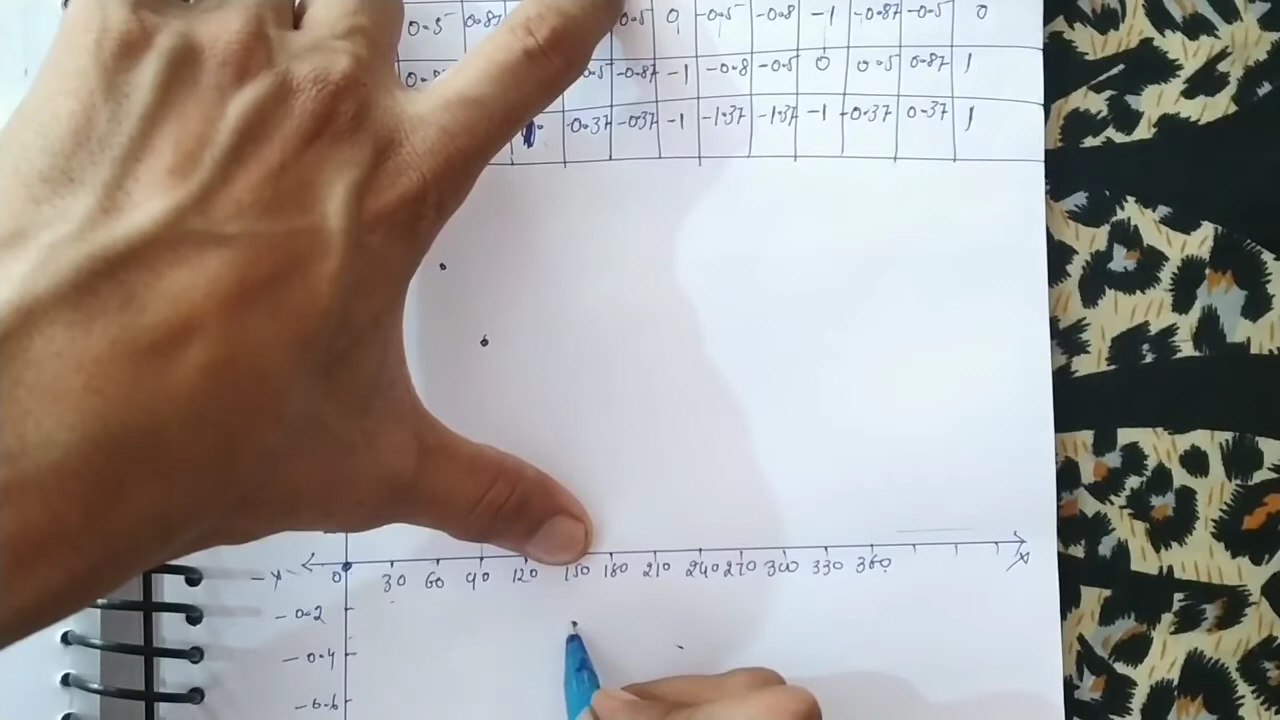 0.5 0.87 0.5 0 -0.5 -0.8 -1 -0.87 -0.5 0
-0.87 -1 -0.8 -0.5 0 0.5 0.87 1
-0.37 -0.37 -1 -1.37 -1.37 -1 -0.37 0.37 1
0 30 60 90 120 150 180 210 240 270 300 330 360 x
-0.2
-0.4
-0.6